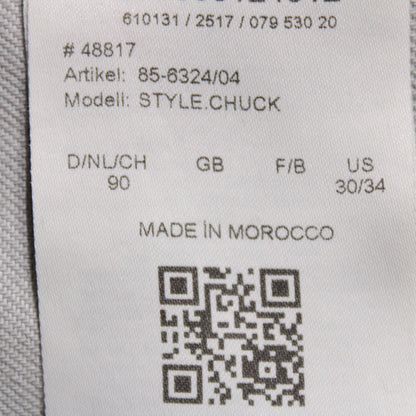 610131 / 2517 / 079 530 20
# 48817
Artikel: 85-6324/04
Modell: STYLE.CHUCK
D/NL/CH GB F/B US
90 30/34
MADE İN MOROCCO